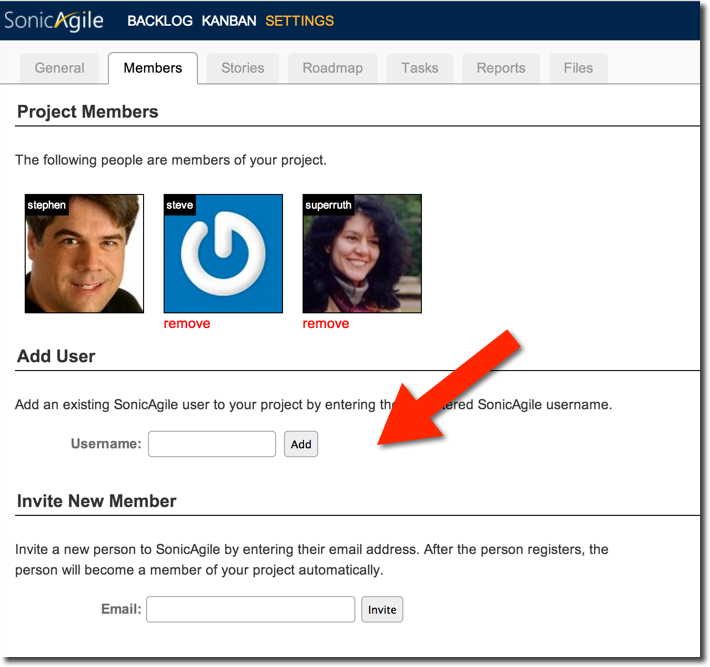 SonicAgile BACKLOG KANBAN SETTINGS
General Members Stories Roadmap Tasks Reports Files
Project Members
The following people are members of your project.
stephen steve superruth
remove remove
Add User
Add an existing SonicAgile user to your project by entering SonicAgile username.
Username: Add
Invite New Member
Invite a new person to SonicAgile by entering their email address. After the person registers, the
person will become a member of your project automatically.
Email: Invite